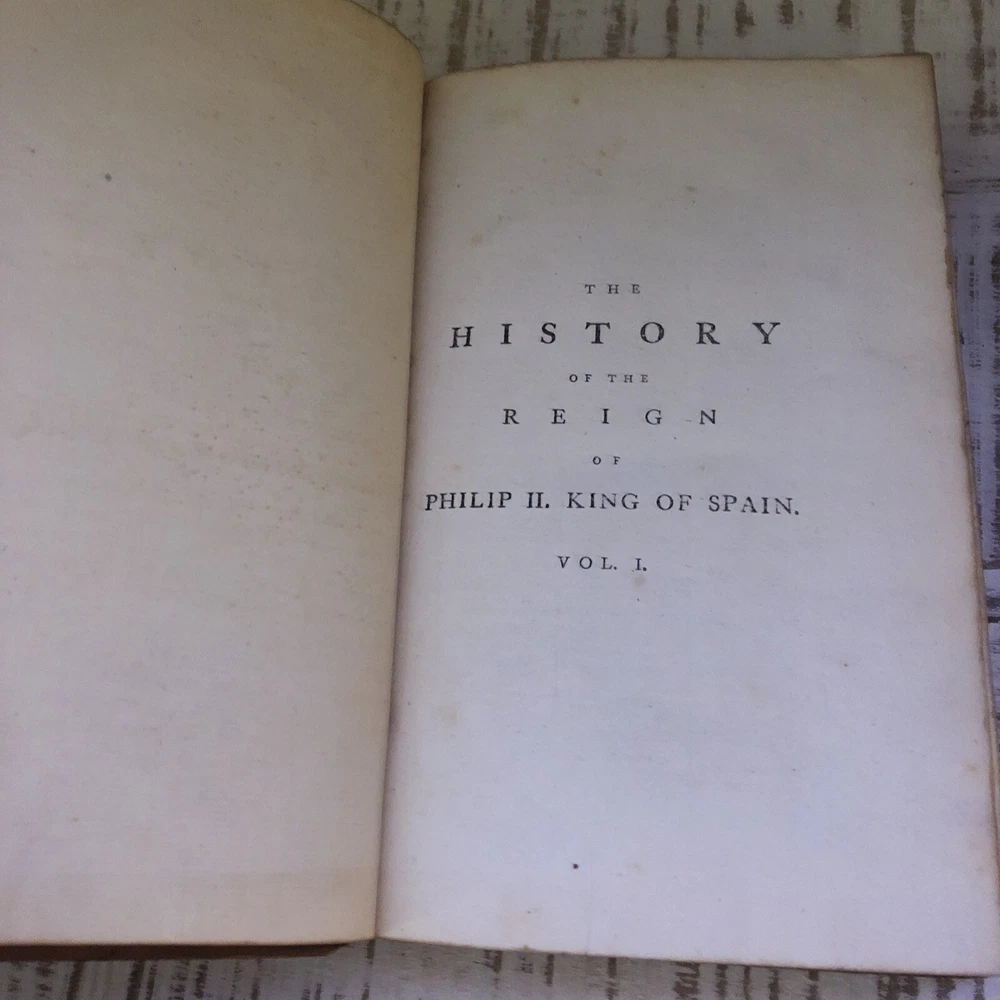 THE
HISTORY
OF THE
REIGN
OF
PHILIP II. KING OF SPAIN.
VOL. I.